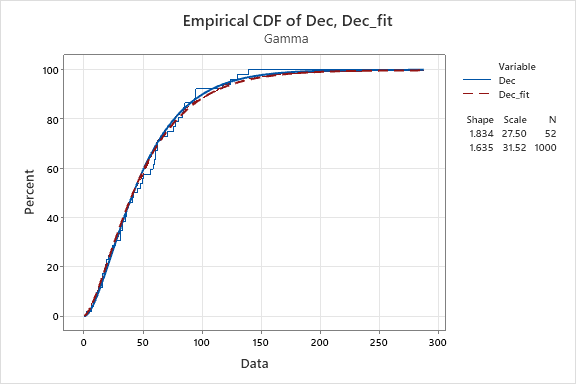 Empirical CDF of Dec, Dec_fit
Gamma
100
80
60
40
20
0
Percent
0 50 100 150 200 250 300
Data
Variable
Dec
Dec_fit
Shape Scale N
1.834 27.50 52
1.635 31.52 1000